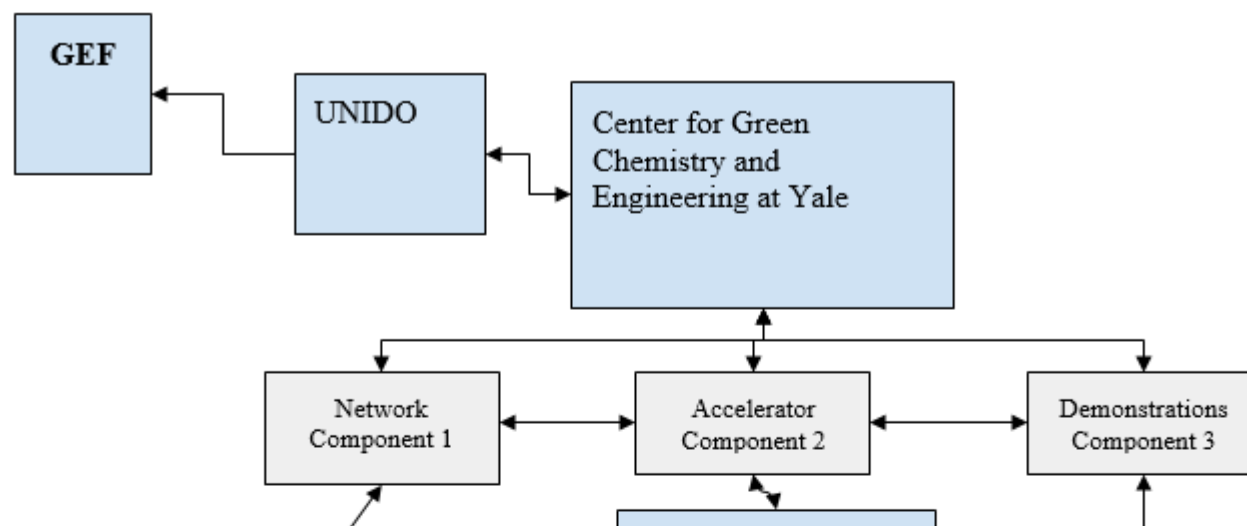 GEF
UNIDO
Center for Green
Chemistry and
Engineering at Yale
Network
Component 1
Accelerator
Component 2
Demonstrations
Component 3